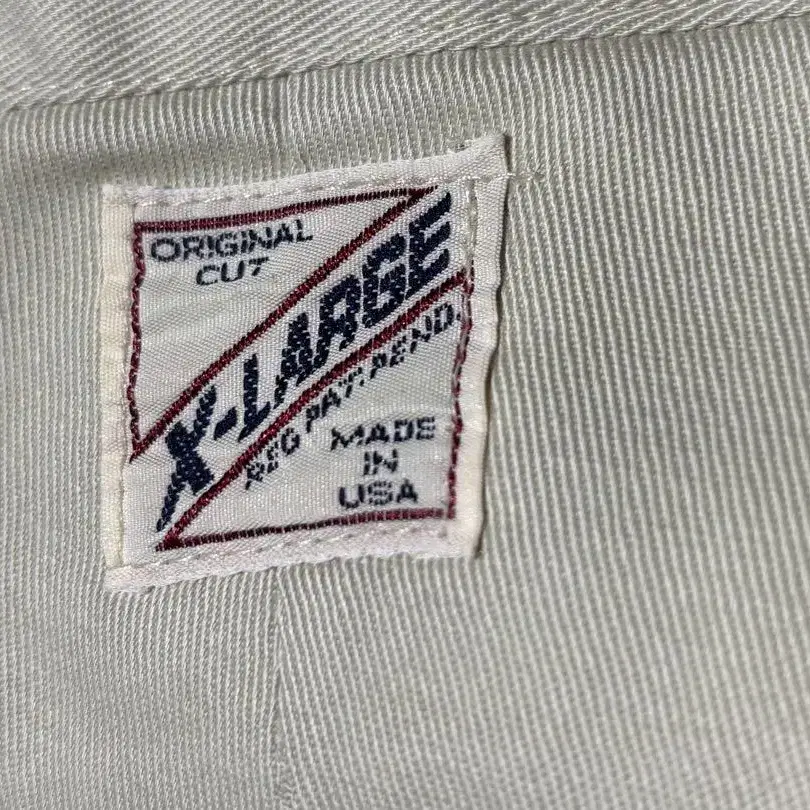 ORIGINAL
CUT
X-LARGE
REG PAT. PEND.
MADE
IN
USA